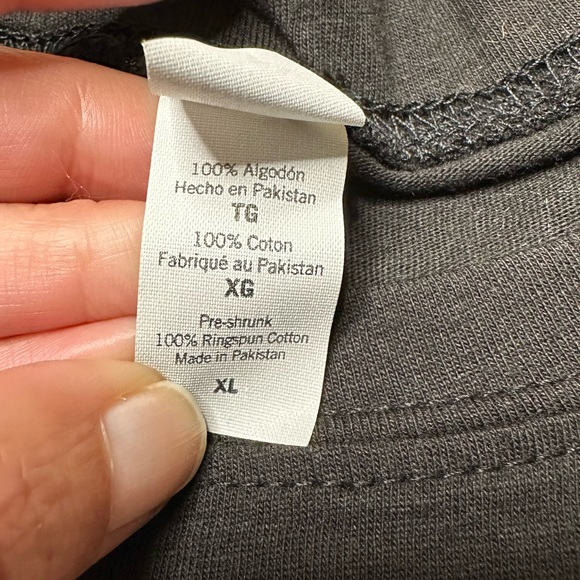 100% Algodón
Hecho en Pakistan
TG
100% Coton
Fabriqué au Pakistan
XG
Pre-shrunk
100% Ringspun Cotton
Made in Pakistan
XL